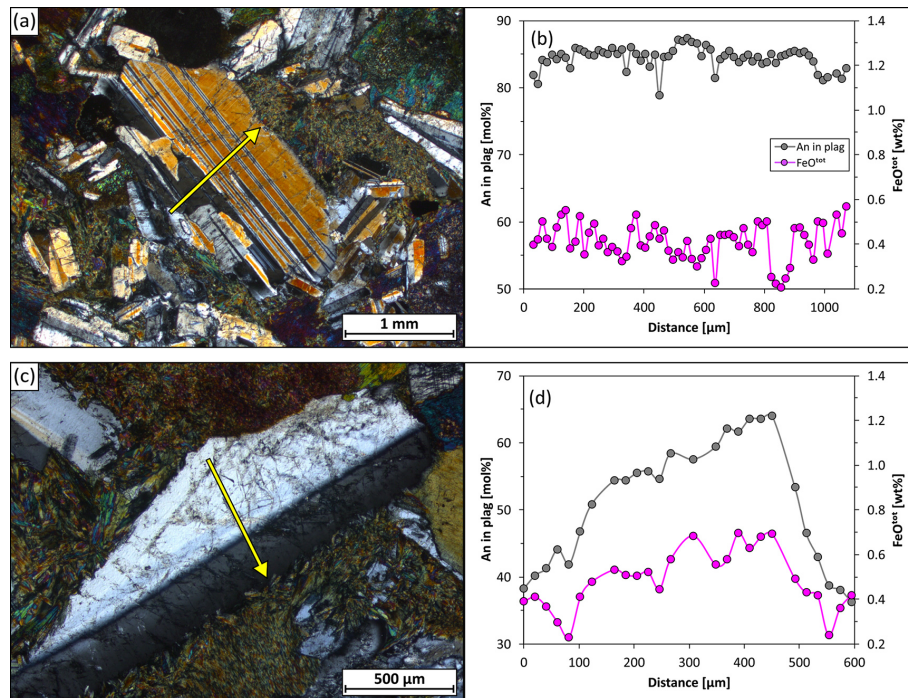 (a)
1 mm
(b)
90
80
70
60
50
An in plag [mol%]
1.4
1.2
1.0
0.8
0.6
0.4
0.2
FeOtot [wt%]
An in plag
FeOtot
0 200 400 600 800 1000
Distance [µm]
(c)
500 µm
(d)
70
60
50
40
30
An in plag [mol%]
1.4
1.2
1.0
0.8
0.6
0.4
0.2
FeOtot [wt%]
0 100 200 300 400 500 600
Distance [µm]